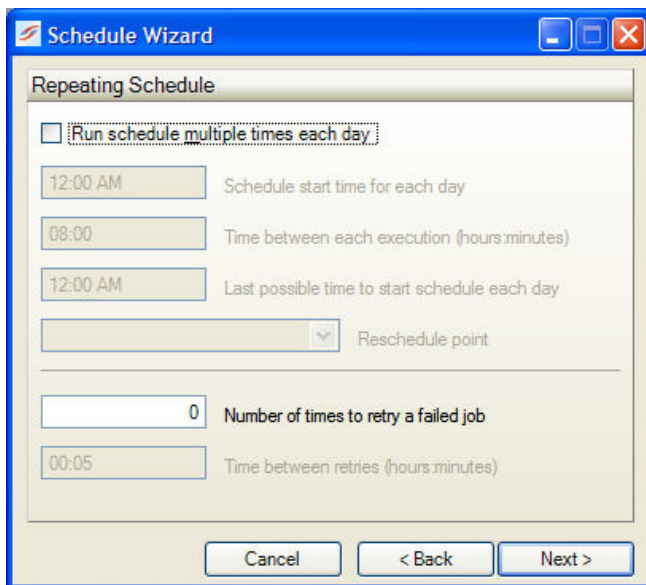 Schedule Wizard
Repeating Schedule
Run schedule multiple times each day
12:00 AM Schedule start time for each day
08:00 Time between each execution (hours:minutes)
12:00 AM Last possible time to start schedule each day
Reschedule point
0 Number of times to retry a failed job
00:05 Time between retries (hours:minutes)
Cancel < Back Next >